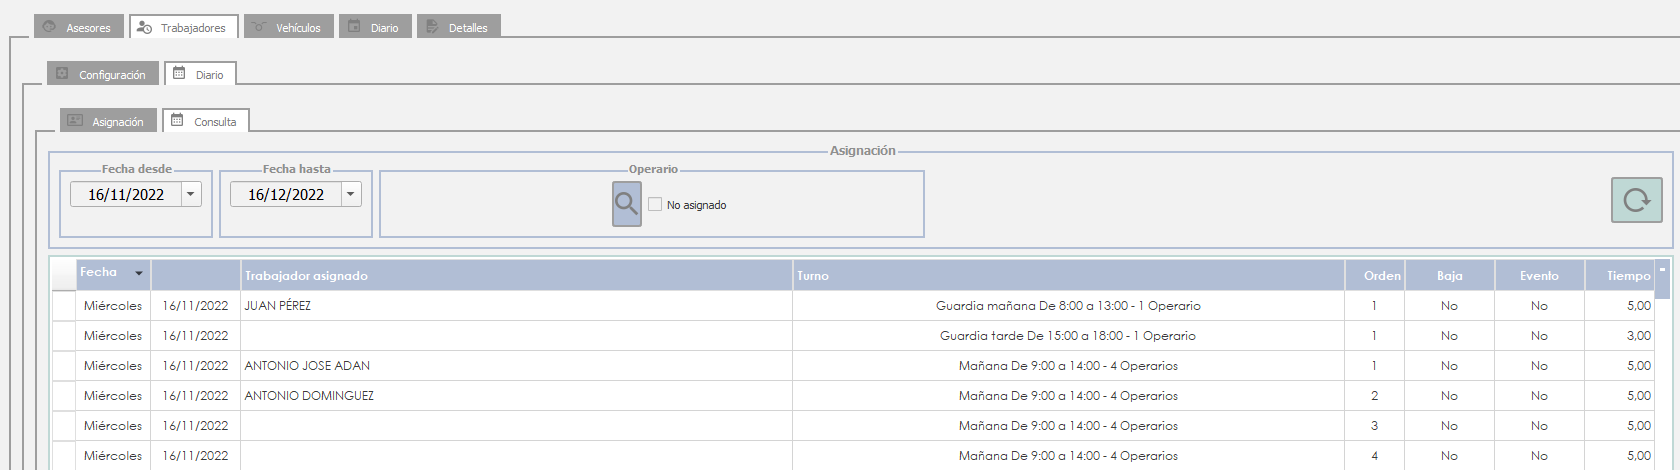 Asesores Trabajadores Vehículos Diario Detalles
Configuración Diario
Asignación Consulta
Asignación
Fecha desde Fecha hasta Operario
16/11/2022 16/12/2022 No asignado
Fecha Trabajador asignado Turno Orden Baja Evento Tiempo
Miércoles 16/11/2022 JUAN PÉREZ Guardia mañana De 8:00 a 13:00 - 1 Operario 1 No No 5,00
Miércoles 16/11/2022 Guardia tarde De 15:00 a 18:00 - 1 Operario 1 No No 3,00
Miércoles 16/11/2022 ANTONIO JOSE ADAN Mañana De 9:00 a 14:00 - 4 Operarios 1 No No 5,00
Miércoles 16/11/2022 ANTONIO DOMINGUEZ Mañana De 9:00 a 14:00 - 4 Operarios 2 No No 5,00
Miércoles 16/11/2022 Mañana De 9:00 a 14:00 - 4 Operarios 3 No No 5,00
Miércoles 16/11/2022 Mañana De 9:00 a 14:00 - 4 Operarios 4 No No 5,00